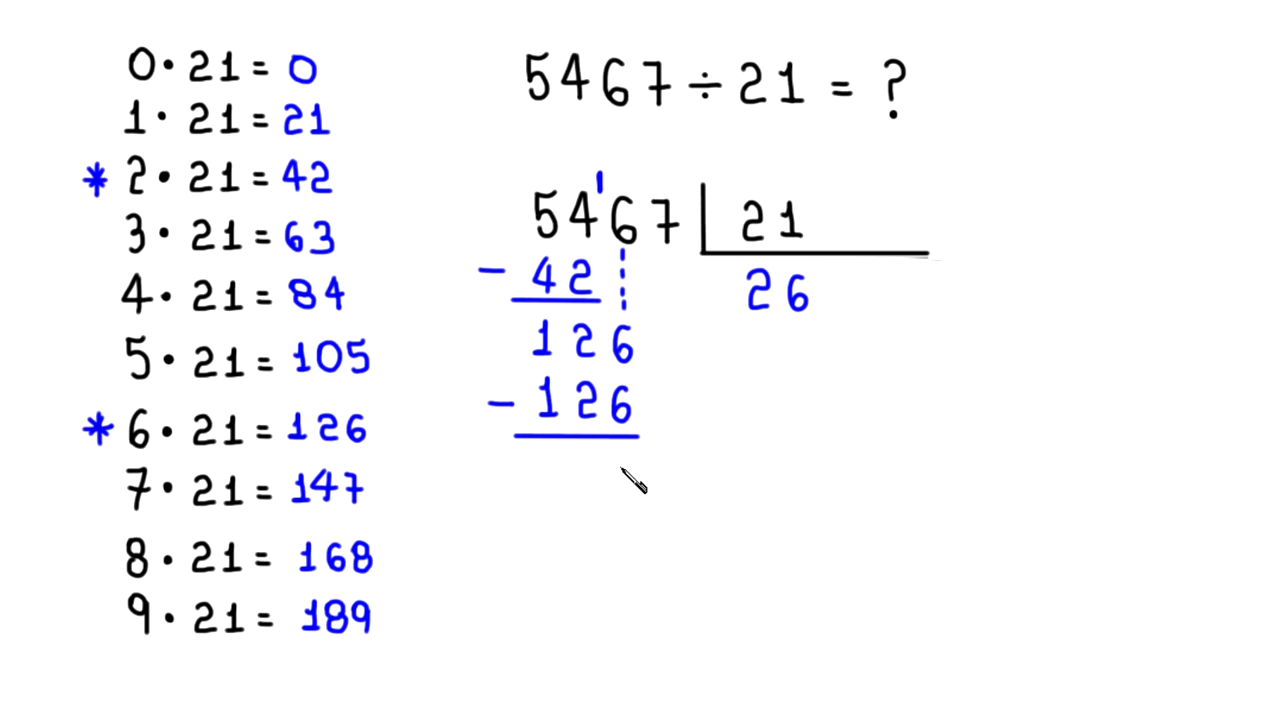 0 · 21 = 0
1 · 21 = 21
* 2 · 21 = 42
3 · 21 = 63
4 · 21 = 84
5 · 21 = 105
* 6 · 21 = 126
7 · 21 = 147
8 · 21 = 168
9 · 21 = 189
5467 ÷ 21 = ?
54'67 | 21
- 42
26
126
- 126